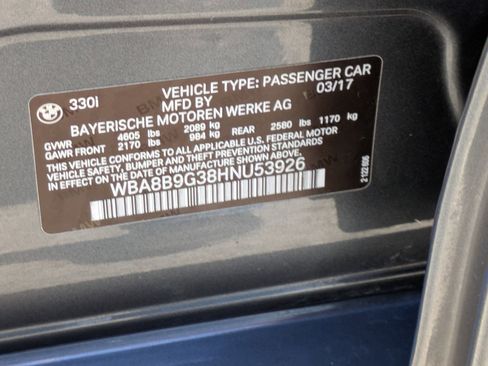 330i VEHICLE TYPE: PASSENGER CAR
MFD BY 03/17
BAYERISCHE MOTOREN WERKE AG
GVWR 4605 lbs 2089 kg
GAWR FRONT 2170 lbs 984 kg REAR 2580 lbs 1170 kg
THIS VEHICLE CONFORMS TO ALL APPLICABLE U.S. FEDERAL MOTOR
VEHICLE SAFETY, BUMPER AND THEFT PREVENTION STANDARDS IN
EFFECT ON THE DATE OF MANUFACTURE SHOWN ABOVE
WBA8B9G38HNU53926